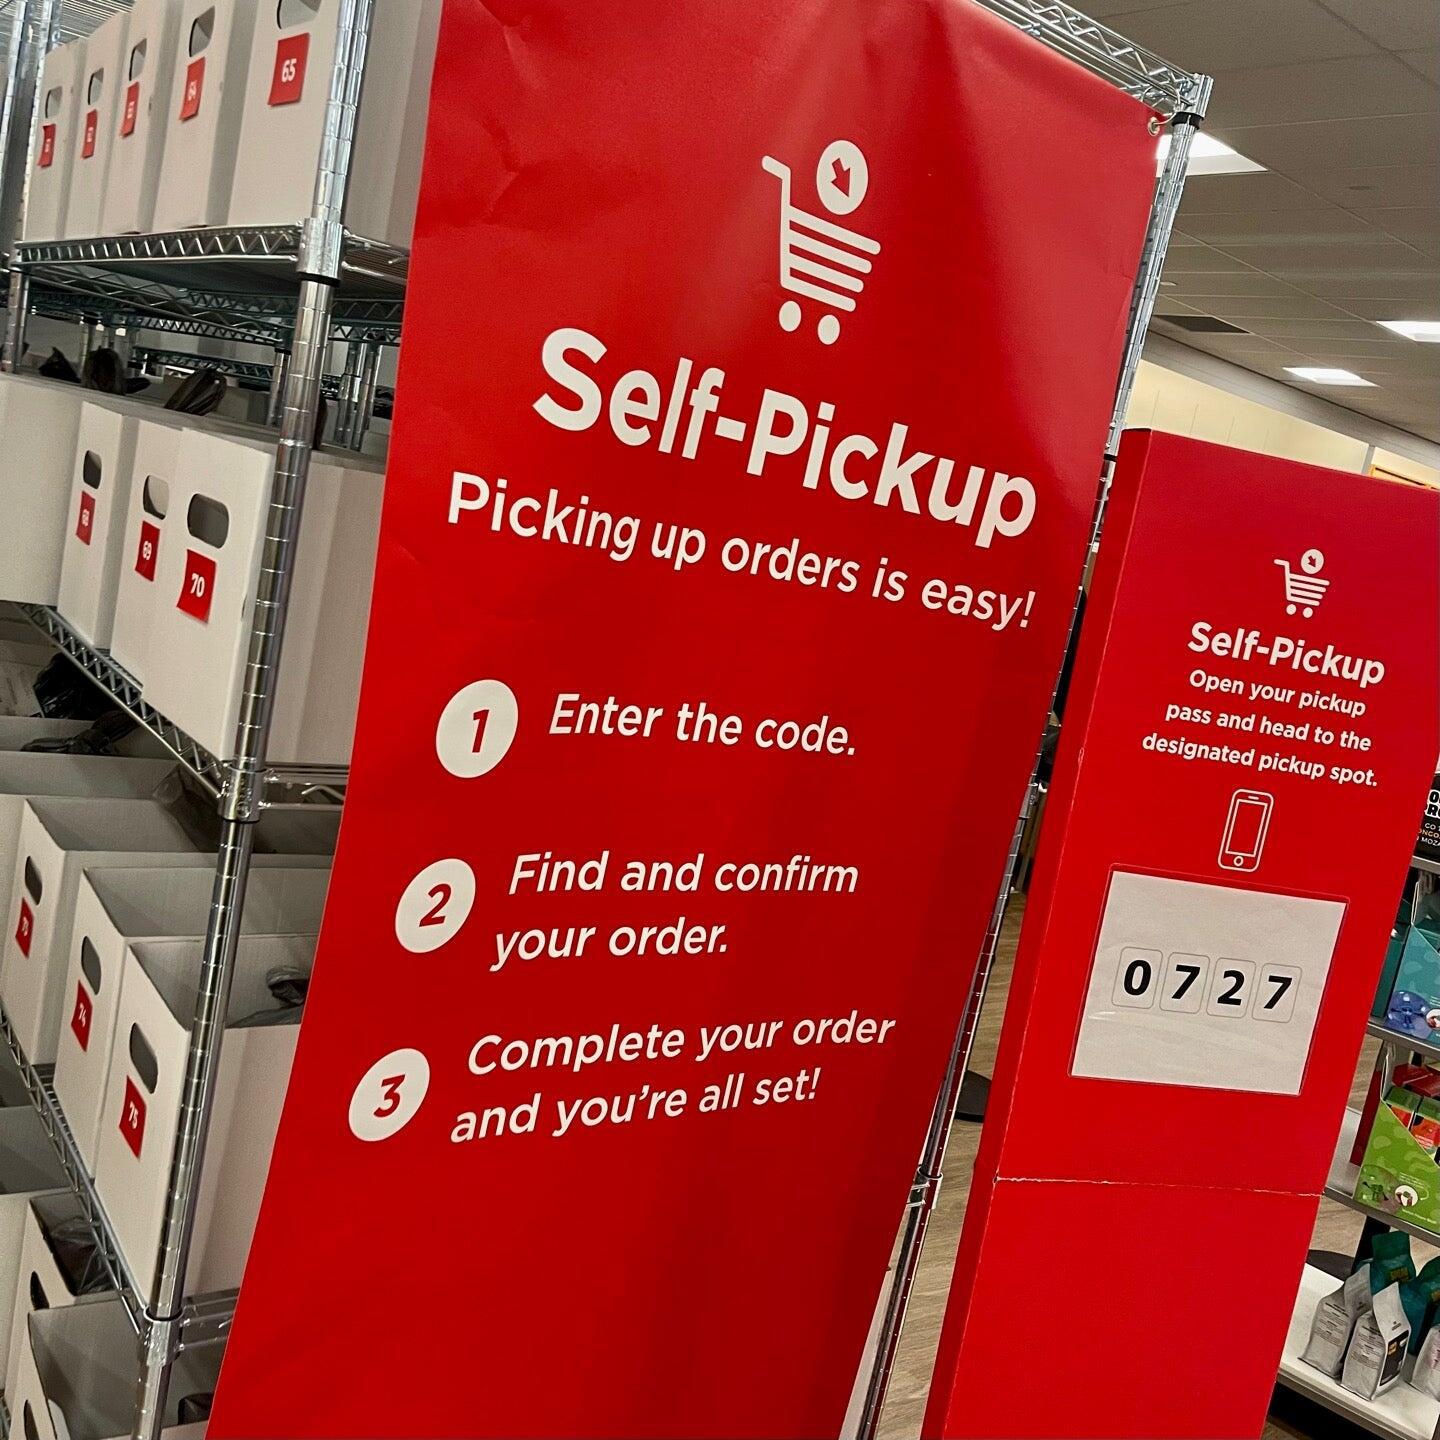 65
68
69
70
75
Self-Pickup
Picking up orders is easy!
1 Enter the code.
2 Find and confirm
your order.
3 Complete your order
and you're all set!
Self-Pickup
Open your pickup
pass and head to the
designated pickup spot.
0727